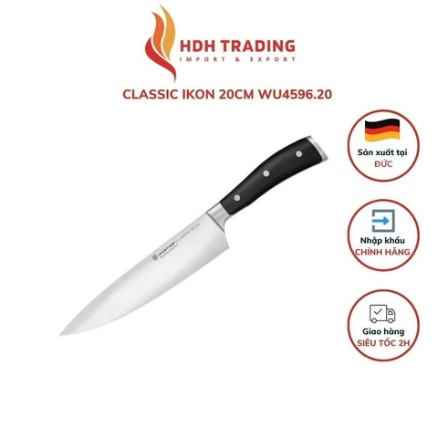 HDH TRADING
IMPORT & EXPORT
CLASSIC IKON 20CM WU4596.20
Sản xuất tại
ĐỨC
Nhập khẩu
CHÍNH HÃNG
Giao hàng
SIÊU TỐC 2H